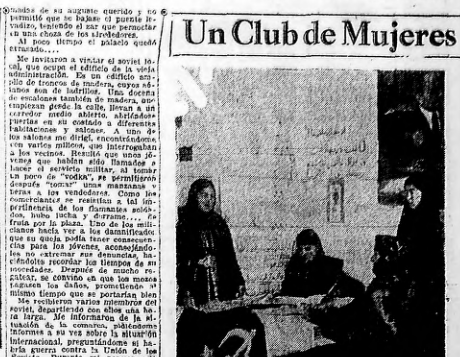 mades de su auguste querido y no
permitió que se bajase el puente le-
vadizo, teniendo el zar que pernoctar
en una choza de los alrededores.
Al poco tiempo el palacio quedó
arrasado....
Me invitaron a visitar el soviet lo-
cal, que ocupa el edificio de la vieja
administración. Es un edificio am-
plio de troncos de madera, cuyos só-
tanos son de ladrillos. Una docena
de escalones también de madera, que
empiezan desde la calle, llevan a un
corredor medio abierto, abriéndose
puertas en su costado a diferentes
habitaciones y salones. A uno de
los salones me dirigí, encontrándome
con varios milicos, que interrogaban
a los vecinos. Resultó que unos jó-
venes que habían sido llamados a
hacer el servicio militar, al tomar
un poco de "vodka", se permitieron
después "tomar" unas manzanas y
peras a los vendedores. Como los
comerciantes se resistían a tal im-
pertinencia, de los flamantes solda-
dos, hubo lucha y derrame.... de
fruta por la plaza. Uno de los mili-
cianos hacía ver a los damnificados
que su queja podía tener consecuen-
cias para los jóvenes, aconsejándo-
les no extremar sus denuncias, ha-
ciéndoles recordar los tiempos de su
mocedades. Después de mucho re-
gatear, se convino en que los mozos
pagasen los daños, prometiendo al
mismo tiempo que se portarían bien
Me recibieron varios miembros del
soviet, departiendo con ellos una ho-
ra larga. Me informaron de la si-
tuación de la comarca, pidiéndome
informes a su vez sobre la situación
internacional, preguntándome si ha-
bría guerra contra la Unión de los
Un Club de Mujeres